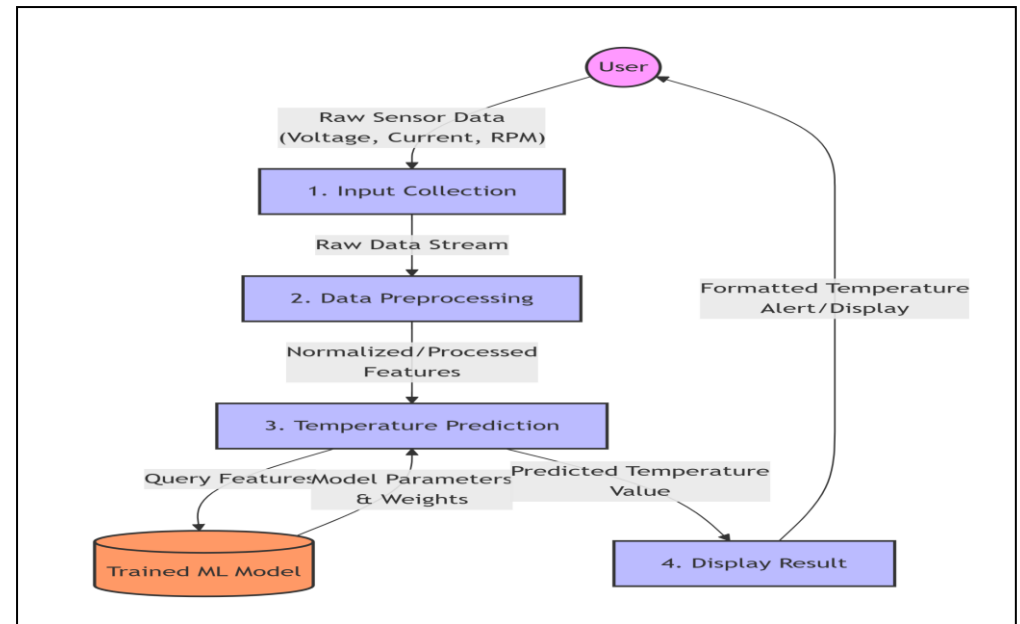 User
Raw Sensor Data
(Voltage, Current, RPM)
1. Input Collection
Raw Data Stream
2. Data Preprocessing
Formatted Temperature
Alert/Display
Normalized/Processed
Features
3. Temperature Prediction
Query Features
Model Parameters
& Weights
Predicted Temperature
Value
Trained ML Model
4. Display Result